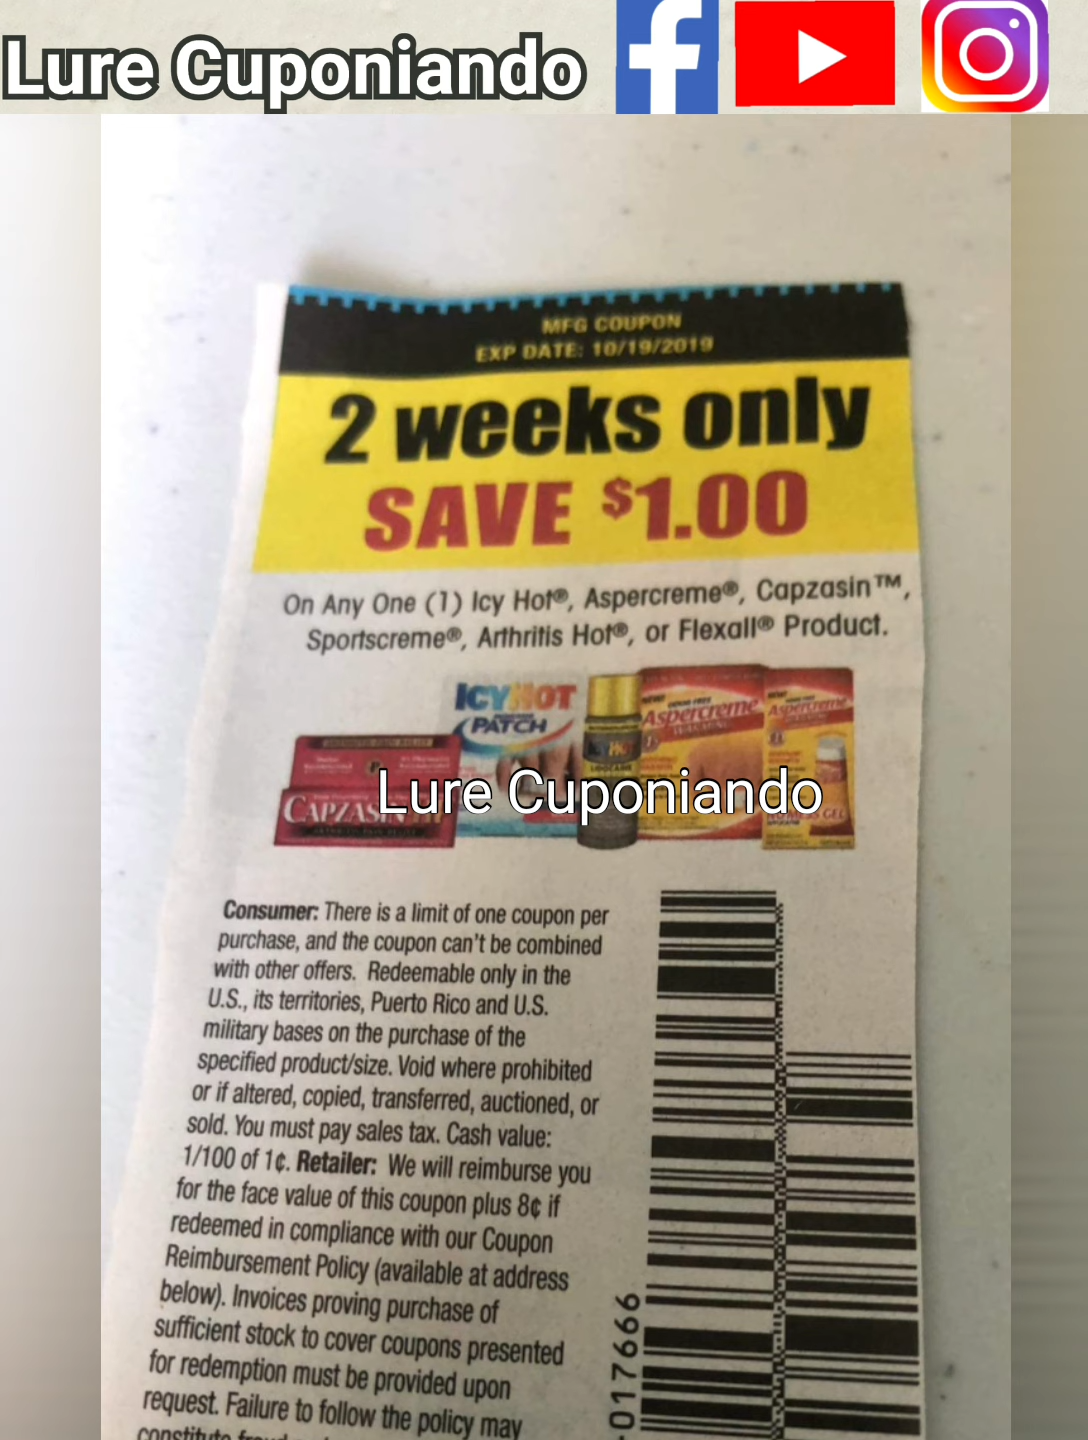 Lure Cuponiando
MFG COUPON
EXP DATE: 10/19/2019
2 weeks only
SAVE $1.00
On Any One (1) Icy Hot®, Aspercreme®, Capzasin™,
Sportscreme®, Arthritis Hot®, or Flexall® Product.
ICY HOT
PATCH
Aspercreme
Aspercreme
CAPZASIN
Lure Cuponiando
Consumer: There is a limit of one coupon per
purchase, and the coupon can't be combined
with other offers. Redeemable only in the
U.S., its territories, Puerto Rico and U.S.
military bases on the purchase of the
specified product/size. Void where prohibited
or if altered, copied, transferred, auctioned, or
sold. You must pay sales tax. Cash value:
1/100 of 1¢. Retailer: We will reimburse you
for the face value of this coupon plus 8¢ if
redeemed in compliance with our Coupon
Reimbursement Policy (available at address
below). Invoices proving purchase of
sufficient stock to cover coupons presented
for redemption must be provided upon
request. Failure to follow the policy may
constitute
-017666